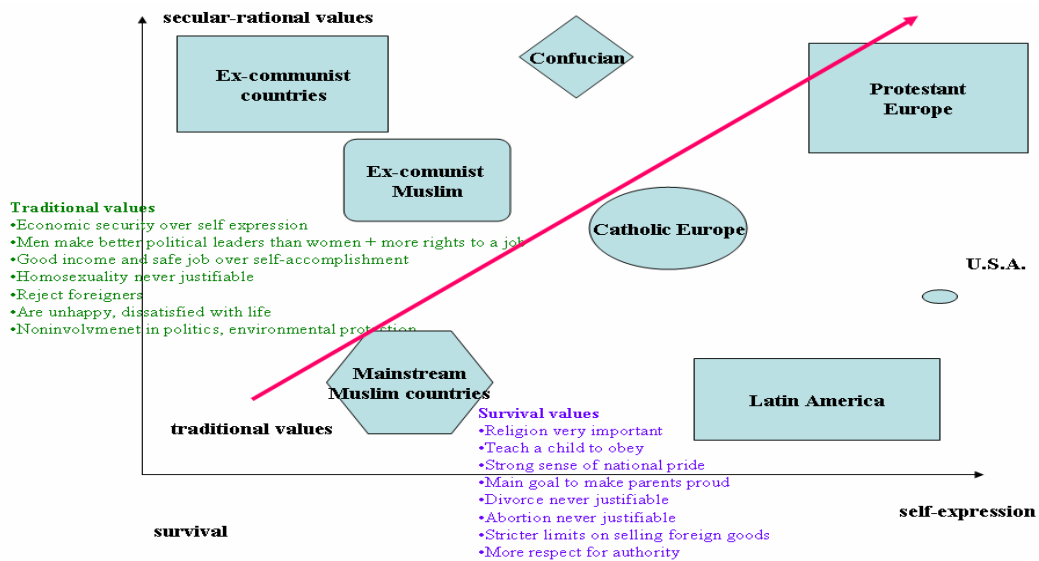 secular-rational values
Ex-communist
countries
Confucian
Protestant
Europe
Ex-comunist
Muslim
Traditional values
•Economic security over self expression
•Men make better political leaders than women + more rights to a job
•Good income and safe job over self-accomplishment
•Homosexuality never justifiable
•Reject foreigners
•Are unhappy, dissatisfied with life
•Noninvolvmenet in politics, environmental protection
Catholic Europe
U.S.A.
Mainstream
Muslim countries
Latin America
traditional values
Survival values
•Religion very important
•Teach a child to obey
•Strong sense of national pride
•Main goal to make parents proud
•Divorce never justifiable
•Abortion never justifiable
•Stricter limits on selling foreign goods
•More respect for authority
survival
self-expression